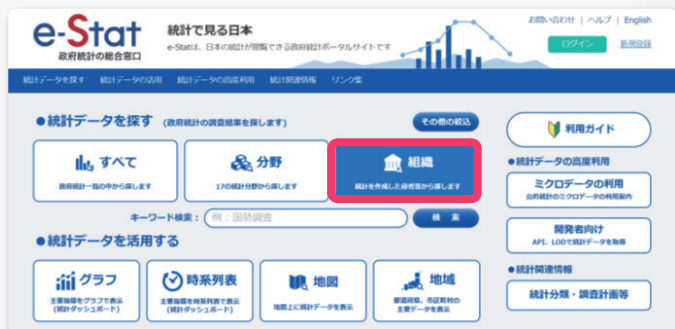 e-Stat
政府統計の総合窓口
統計で見る日本
e-Statは、日本の統計が閲覧できる政府統計ポータルサイトです
お問い合わせ | ヘルプ | English
ログイン 新規登録
統計データを探す 統計データの活用 統計データの高度利用 統計関連情報 リンク集
●統計データを探す (政府統計の調査結果を探します)
その他の絞込
すべて
政府統計一覧の中から探します
分野
17の統計分野から探します
組織
統計を作成した府省等から探します
キーワード検索: 例:国勢調査 検索
●統計データを活用する
グラフ
主要指標をグラフで表示
(統計ダッシュボード)
時系列表
主要指標を時系列表で表示
(統計ダッシュボード)
地図
地図上に統計データを表示
地域
都道府県、市区町村の
主要データを表示
利用ガイド
●統計データの高度利用
ミクロデータの利用
公的統計のミクロデータの利用案内
開発者向け
API、LODで統計データを取得
●統計関連情報
統計分類・調査計画等